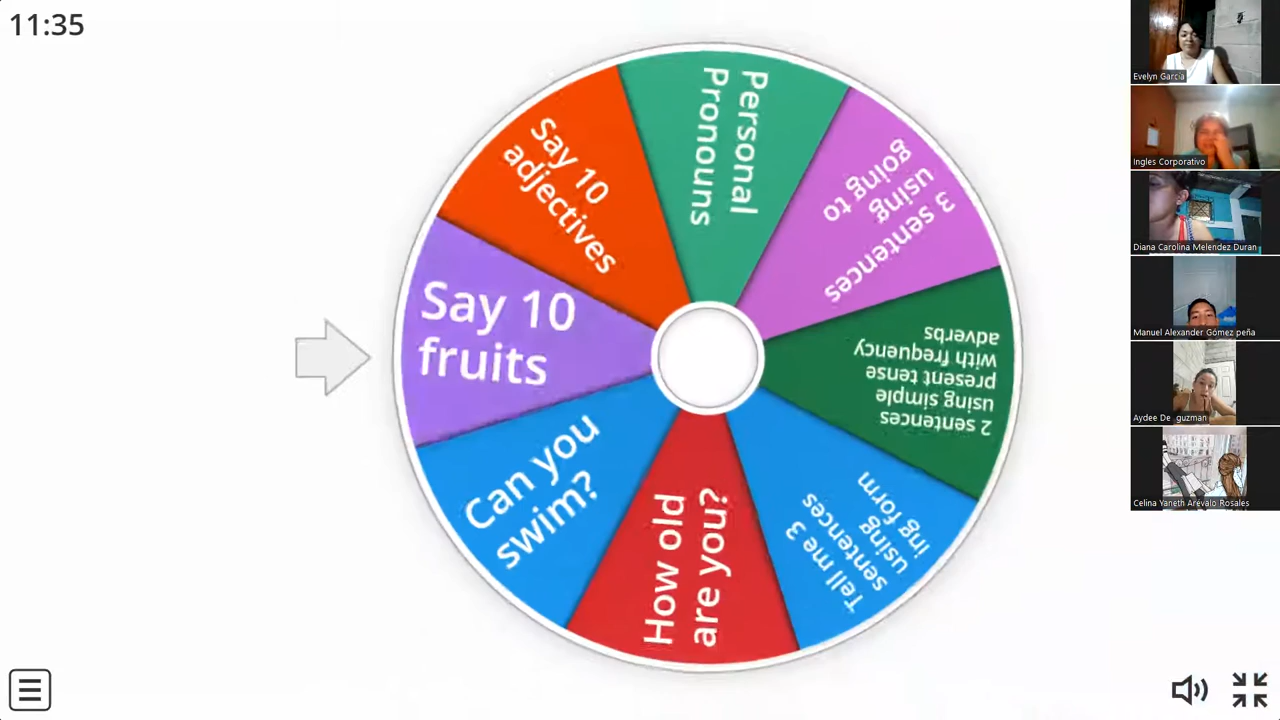 11:35
Personal
pronouns
3 sentences
using
going to
2 sentences
using simple
present tense
with frequency
adverbs
Tell me 3
sentences
using
ing form
How old
are you?
Can you
swim?
Say 10
fruits
Say 10
adjectives
Evelyn García
Ingles Corporativo
Diana Carolina Melendez Duran
Manuel Alexander Gómez peña
Aydee De guzman
Celina Yaneth Arévalo Rosales